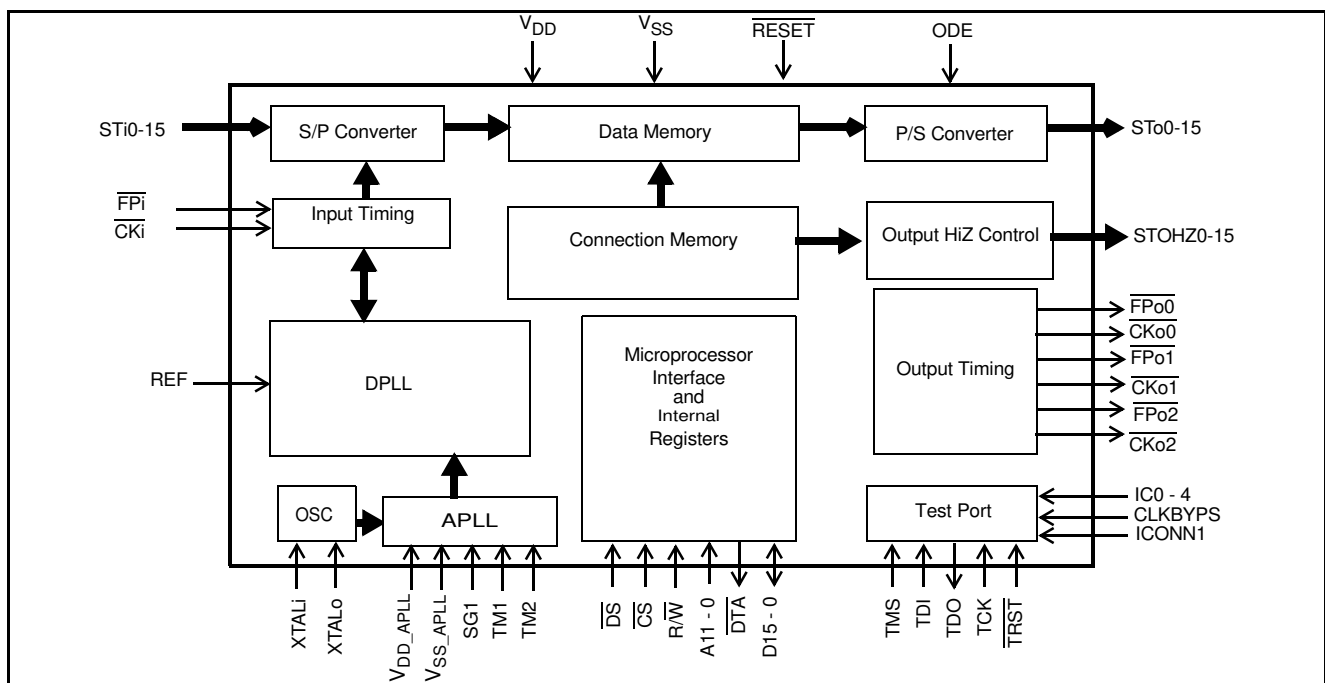 VDD
VSS
RESET
ODE
STi0-15
S/P Converter
Data Memory
P/S Converter
STo0-15
FPi
CKi
Input Timing
Connection Memory
Output HiZ Control
STOHZ0-15
REF
DPLL
Microprocessor
Interface
and
Internal
Registers
Output Timing
FPo0
CKo0
FPo1
CKo1
FPo2
CKo2
OSC
APLL
Test Port
IC0 - 4
CLKBYPS
ICONN1
XTALi
XTALo
VDD_APLL
VSS_APLL
SG1
TM1
TM2
DS
CS
R/W
A11 - 0
DTA
D15 - 0
TMS
TDI
TDO
TCK
TRST